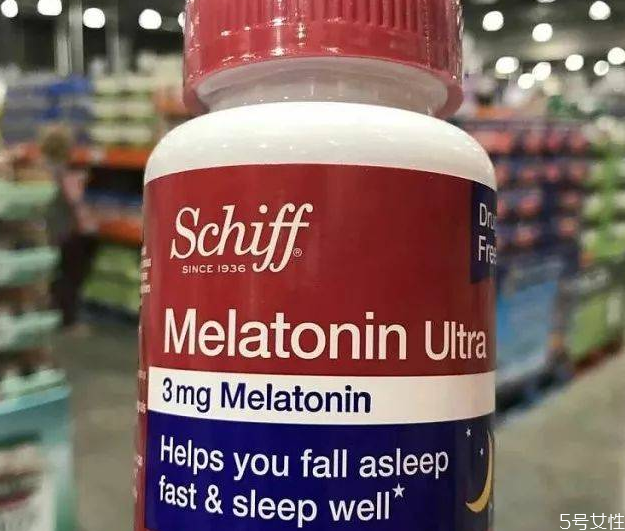 Schiff®
SINCE 1936
Melatonin Ultra
3mg Melatonin
Helps you fall asleep
fast & sleep well*
5号女性